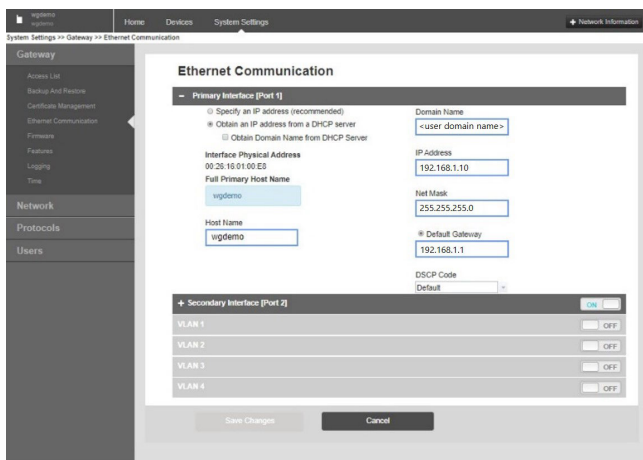 wgdemo
wgdemo
Home
Devices
System Settings
+ Network Information
System Settings >> Gateway >> Ethernet Communication
Gateway
Access List
Backup And Restore
Certificate Management
Ethernet Communication
Firmware
Features
Logging
Time
Network
Protocols
Users
Ethernet Communication
− Primary Interface [Port 1]
Specify an IP address (recommended)
Obtain an IP address from a DHCP server
Obtain Domain Name from DHCP Server
Interface Physical Address
00:26:16:01:00:E8
Full Primary Host Name
wgdemo
Host Name
wgdemo
Domain Name
<user domain name>
IP Address
192.168.1.10
Net Mask
255.255.255.0
Default Gateway
192.168.1.1
DSCP Code
Default
+ Secondary Interface [Port 2]
ON
VLAN 1
OFF
VLAN 2
OFF
VLAN 3
OFF
VLAN 4
OFF
Save Changes
Cancel